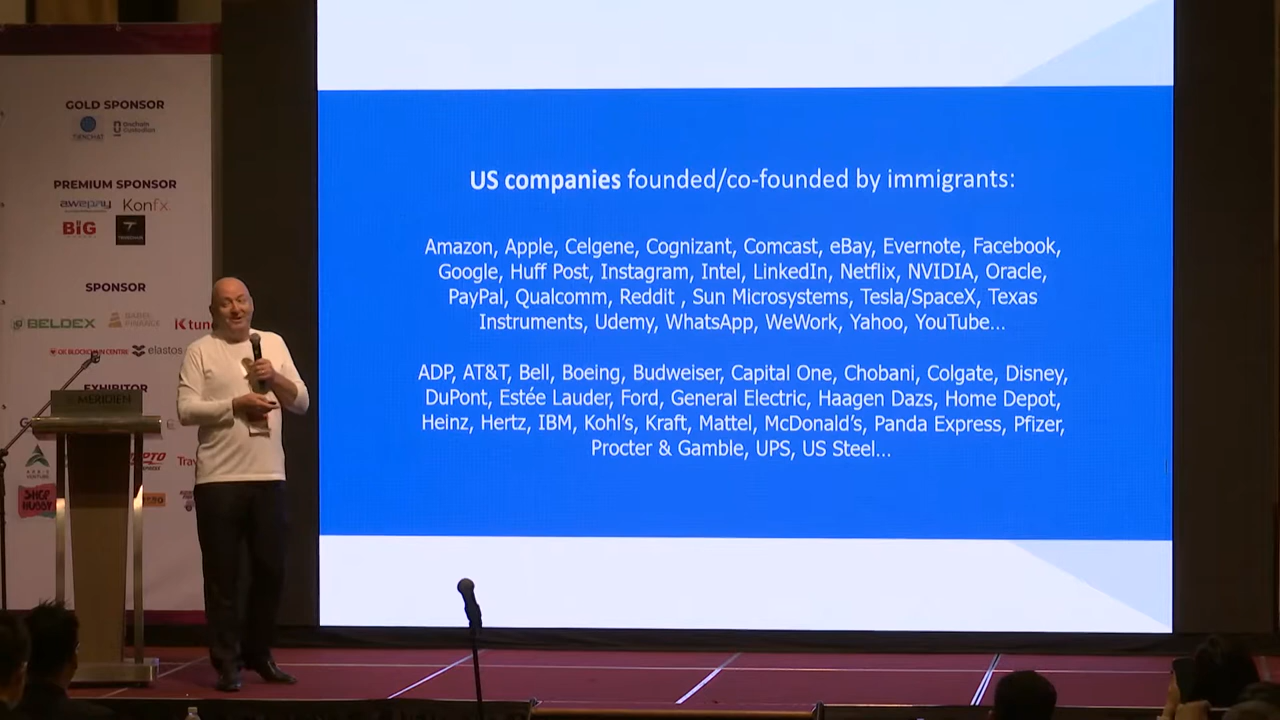 GOLD SPONSOR
PREMIUM SPONSOR
awepay Konfx.
BiG
SPONSOR
BELDEX
elastos
EXHIBITOR
MERIDIEN
US companies founded/co-founded by immigrants:
Amazon, Apple, Celgene, Cognizant, Comcast, eBay, Evernote, Facebook,
Google, Huff Post, Instagram, Intel, LinkedIn, Netflix, NVIDIA, Oracle,
PayPal, Qualcomm, Reddit , Sun Microsystems, Tesla/SpaceX, Texas
Instruments, Udemy, WhatsApp, WeWork, Yahoo, YouTube...
ADP, AT&T, Bell, Boeing, Budweiser, Capital One, Chobani, Colgate, Disney,
DuPont, Estée Lauder, Ford, General Electric, Haagen Dazs, Home Depot,
Heinz, Hertz, IBM, Kohl's, Kraft, Mattel, McDonald's, Panda Express, Pfizer,
Procter & Gamble, UPS, US Steel...